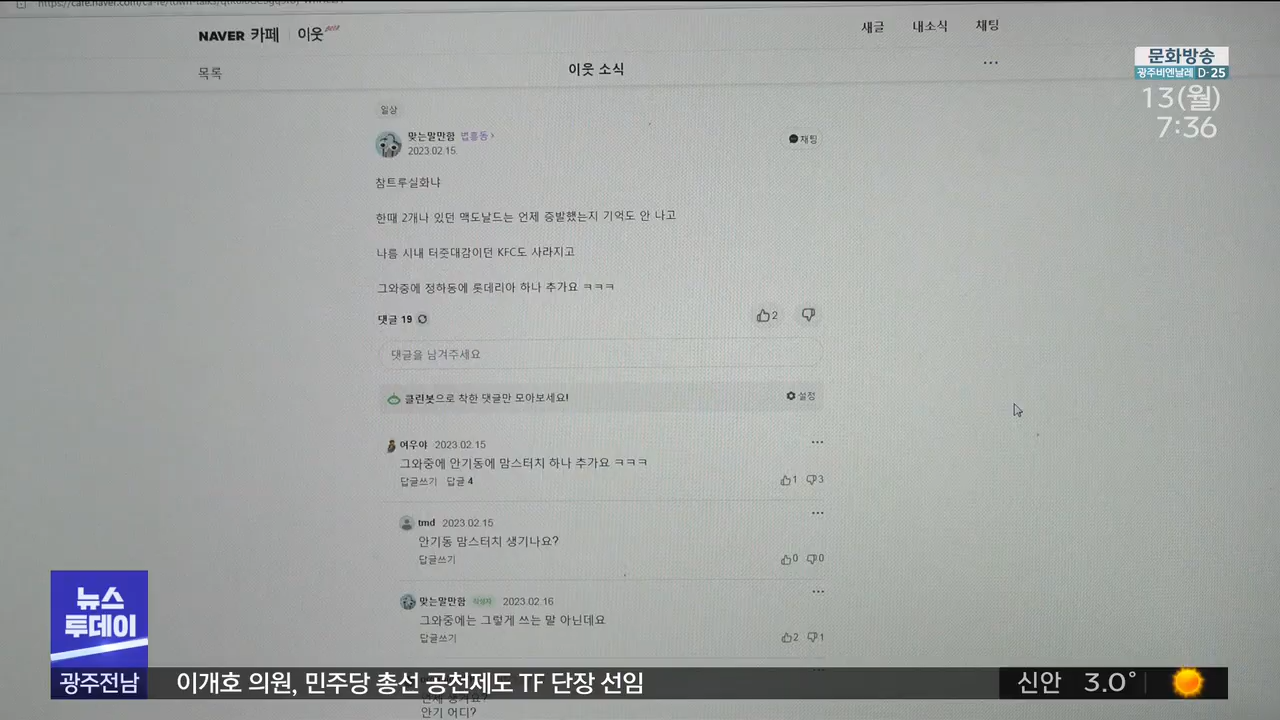 NAVER 카페 이웃
새글 내소식 채팅
목록
이웃 소식
문화방송
광주비엔날레 D-25
13(월)
7:36
일상
맞는말만함 법흥동
2023.02.15.
채팅
참트루실화냐
한때 2개나 있던 맥도날드는 언제 증발했는지 기억도 안 나고
나름 시내 터줏대감이던 KFC도 사라지고
그와중에 정하동에 롯데리아 하나 추가요 ㅋㅋㅋ
댓글 19
2
댓글을 남겨주세요
클린봇으로 착한 댓글만 모아보세요!
설정
여우야 2023.02.15
그와중에 안기동에 맘스터치 하나 추가요 ㅋㅋㅋ
답글쓰기 답글 4
1 3
tmd 2023.02.15
안기동 맘스터치 생기나요?
답글쓰기
0 0
맞는말만함 작성자 2023.02.16
그와중에는 그렇게 쓰는 말 아닌데요
답글쓰기
2 1
뉴스
투데이
광주전남
이개호 의원, 민주당 총선 공천제도 TF 단장 선임
신안 3.0°
안기 어디?